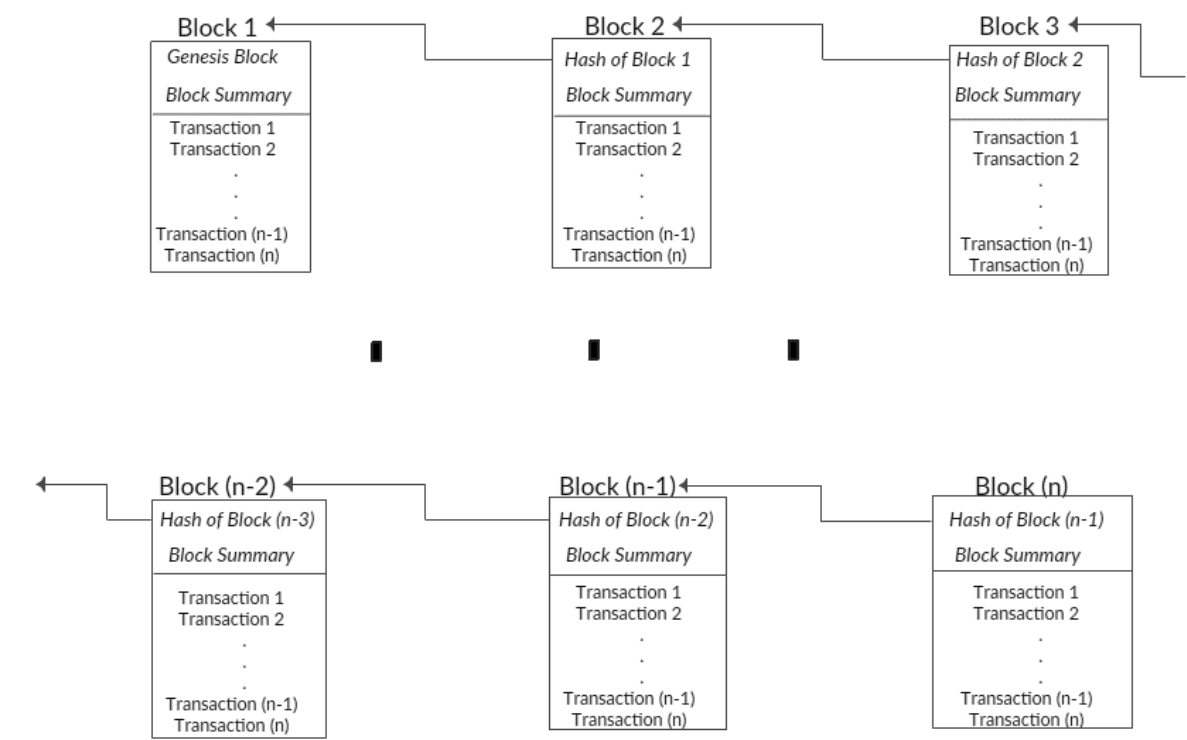 Block 1
Genesis Block
Block Summary
Transaction 1
Transaction 2
.
.
.
Transaction (n-1)
Transaction (n)
Block 2
Hash of Block 1
Block Summary
Transaction 1
Transaction 2
.
.
.
Transaction (n-1)
Transaction (n)
Block 3
Hash of Block 2
Block Summary
Transaction 1
Transaction 2
.
.
.
Transaction (n-1)
Transaction (n)
Block (n-2)
Hash of Block (n-3)
Block Summary
Transaction 1
Transaction 2
.
.
.
Transaction (n-1)
Transaction (n)
Block (n-1)
Hash of Block (n-2)
Block Summary
Transaction 1
Transaction 2
.
.
.
Transaction (n-1)
Transaction (n)
Block (n)
Hash of Block (n-1)
Block Summary
Transaction 1
Transaction 2
.
.
.
Transaction (n-1)
Transaction (n)